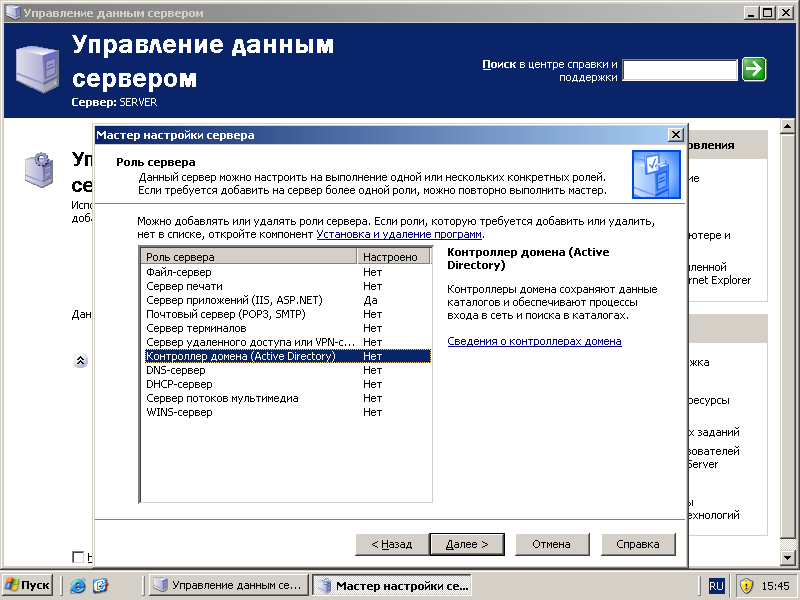 Управление данным сервером
Управление данным
сервером
Сервер: SERVER
Поиск в центре справки и
поддержки
Мастер настройки сервера
Роль сервера
Данный сервер можно настроить на выполнение одной или нескольких конкретных ролей.
Если требуется добавить на сервер более одной роли, можно повторно выполнить мастер.
Можно добавлять или удалять роли сервера. Если роли, которую требуется добавить или удалить,
нет в списке, откройте компонент Установка и удаление программ.
Роль сервера Настроено
Файл-сервер Нет
Сервер печати Нет
Сервер приложений (IIS, ASP.NET) Да
Почтовый сервер (POP3, SMTP) Нет
Сервер терминалов Нет
Сервер удаленного доступа или VPN-с... Нет
Контроллер домена (Active Directory) Нет
DNS-сервер Нет
DHCP-сервер Нет
Сервер потоков мультимедиа Нет
WINS-сервер Нет
Контроллер домена (Active
Directory)
Контроллеры домена сохраняют данные
каталогов и обеспечивают процессы
входа в сеть и поиска в каталогах.
Сведения о контроллерах домена
< Назад Далее > Отмена Справка
Уп
се
Испо
доба
Дан
овления
ие
ьютере и
ленной
rnet Explorer
жка
ресурсы
х заданий
зователей
Server
ы
ехнологий
Пуск
Управление данным се...
Мастер настройки се...
RU
15:45